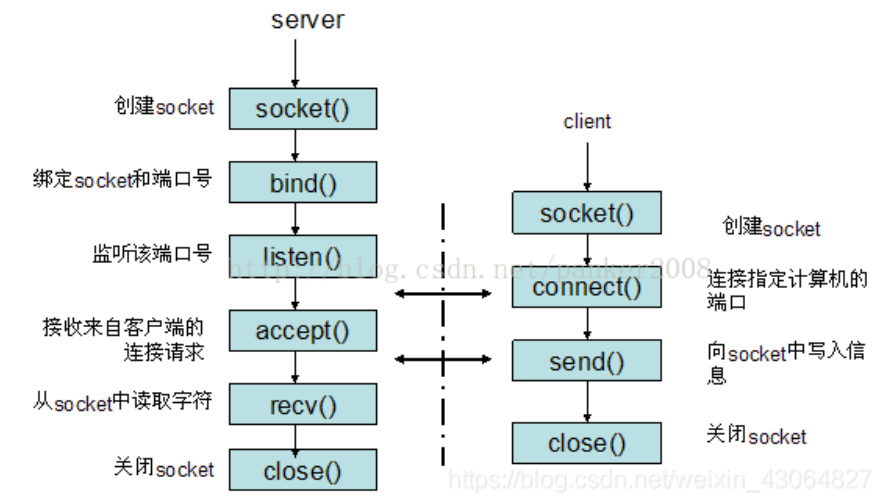 server
创建socket
socket()
绑定socket和端口号
bind()
监听该端口号
listen()
接收来自客户端的
连接请求
accept()
从socket中读取字符
recv()
关闭socket
close()
client
socket()
创建socket
connect()
连接指定计算机的
端口
send()
向socket中写入信
息
close()
关闭socket
http://blog.csdn.net/panker2008
https://blog.csdn.net/weixin_43064827